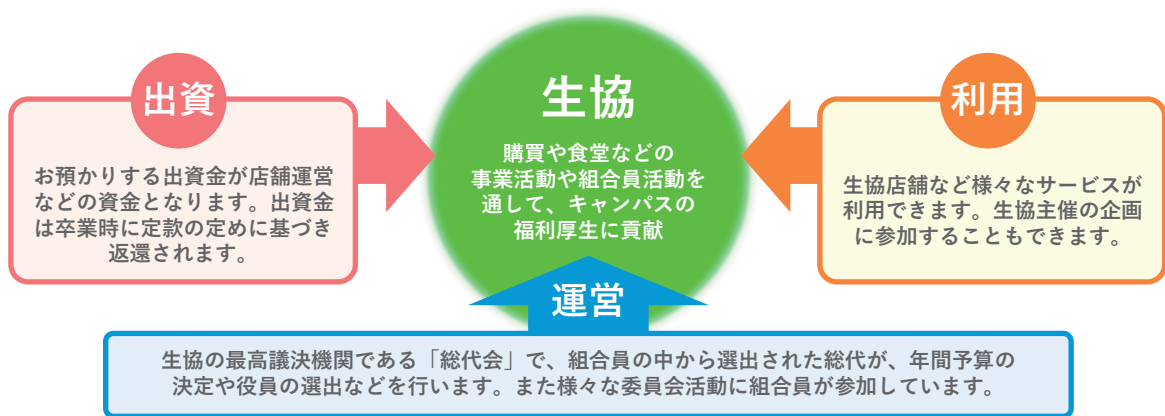 出資
お預かりする出資金が店舗運営
などの資金となります。出資金
は卒業時に定款の定めに基づき
返還されます。
生協
購買や食堂などの
事業活動や組合員活動を
通して、キャンパスの
福利厚生に貢献
利用
生協店舗など様々なサービスが
利用できます。生協主催の企画
に参加することもできます。
運営
生協の最高議決機関である「総代会」で、組合員の中から選出された総代が、年間予算の
決定や役員の選出などを行います。また様々な委員会活動に組合員が参加しています。